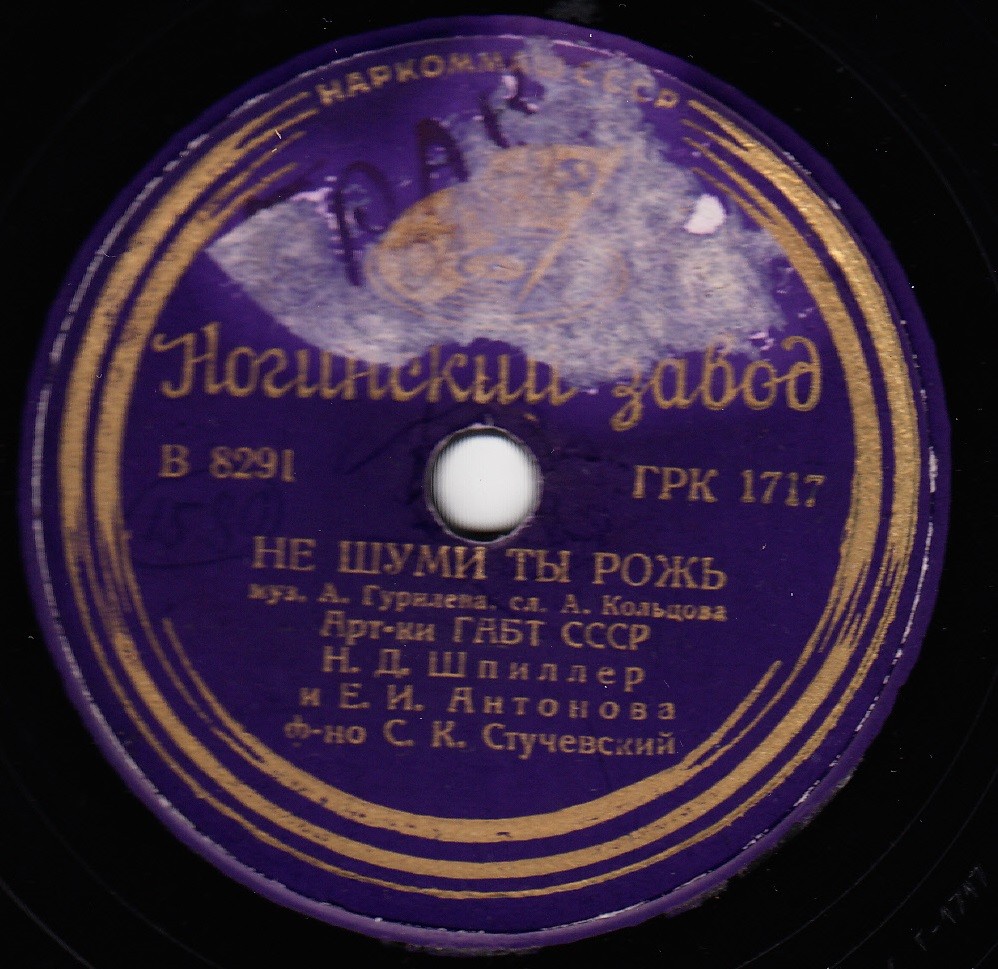 СССР
Ногинский завод
В 8291
ГРК 1717
НЕ ШУМИ ТЫ РОЖЬ
муз. А. Гурилева. сл. А. Кольцова
Арт-ки ГАБТ СССР
Н. Д. Шпиллер
и Е. И. Антонова
ф-но С. К. Стучевский